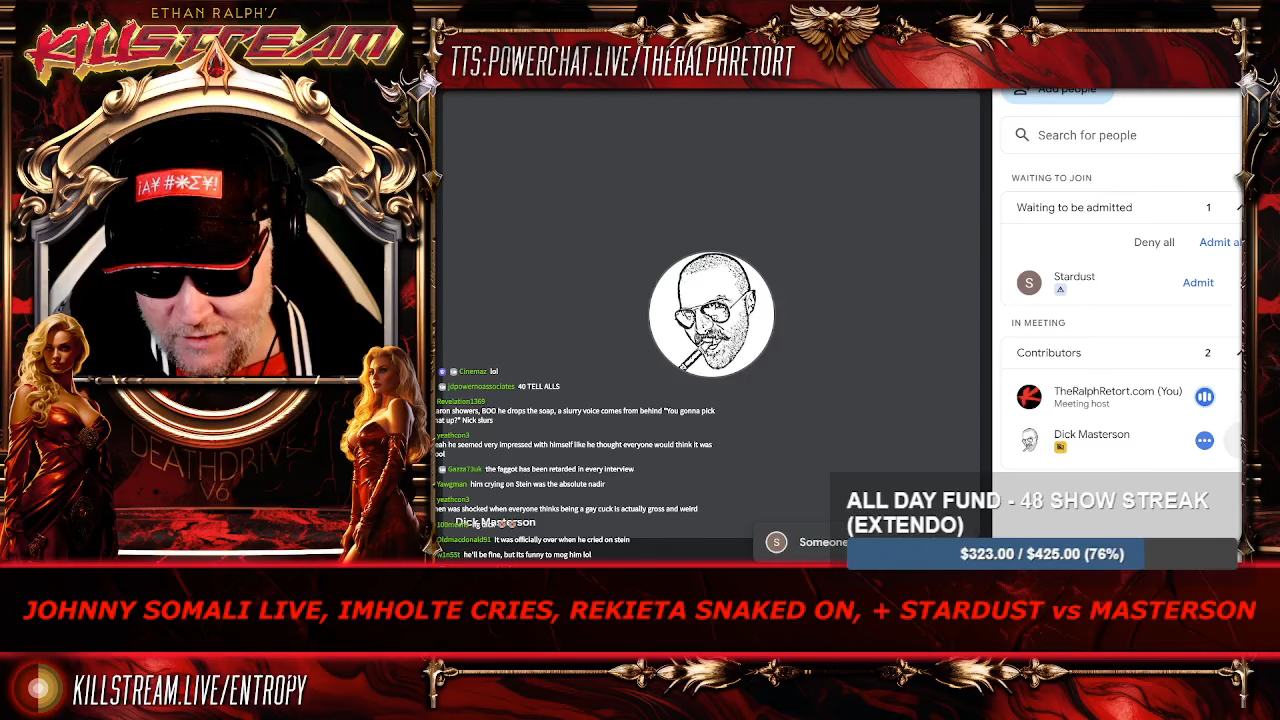 ETHAN RALPH'S
KILLSTREAM
TTS:POWERCHAT.LIVE/THERALPHRETORT
¡A¥ #*Σ¥!
Add people
Search for people
WAITING TO JOIN
Waiting to be admitted 1
Deny all Admit
S Stardust Admit
IN MEETING
Contributors 2
TheRalphRetort.com (You)
Meeting host
Dick Masterson
Cinemaz lol
jdpowernoassociates 40 TELL ALLS
Revelation1369
aron showers, BOO he drops the soap, a slurry voice comes from behind "You gonna pick
hat up?" Nick slurs
yeathcon3
eah he seemed very impressed with himself like he thought everyone would think it was
ool
Gazza73uk the faggot has been retarded in every interview
Yawgman him crying on Stein was the absolute nadir
yeathcon3
en was shocked when everyone thinks being a gay cuck is actually gross and weird
Dick Masterson
Oldmacdonald91 It was officially over when he cried on stein
w1n55t he'll be fine, but its funny to mog him lol
S Someone
ALL DAY FUND - 48 SHOW STREAK
(EXTENDO)
$323.00 / $425.00 (76%)
DEATHDRIVE
V6
JOHNNY SOMALI LIVE, IMHOLTE CRIES, REKIETA SNAKED ON, + STARDUST vs MASTERSON
KILLSTREAM.LIVE/ENTROPY